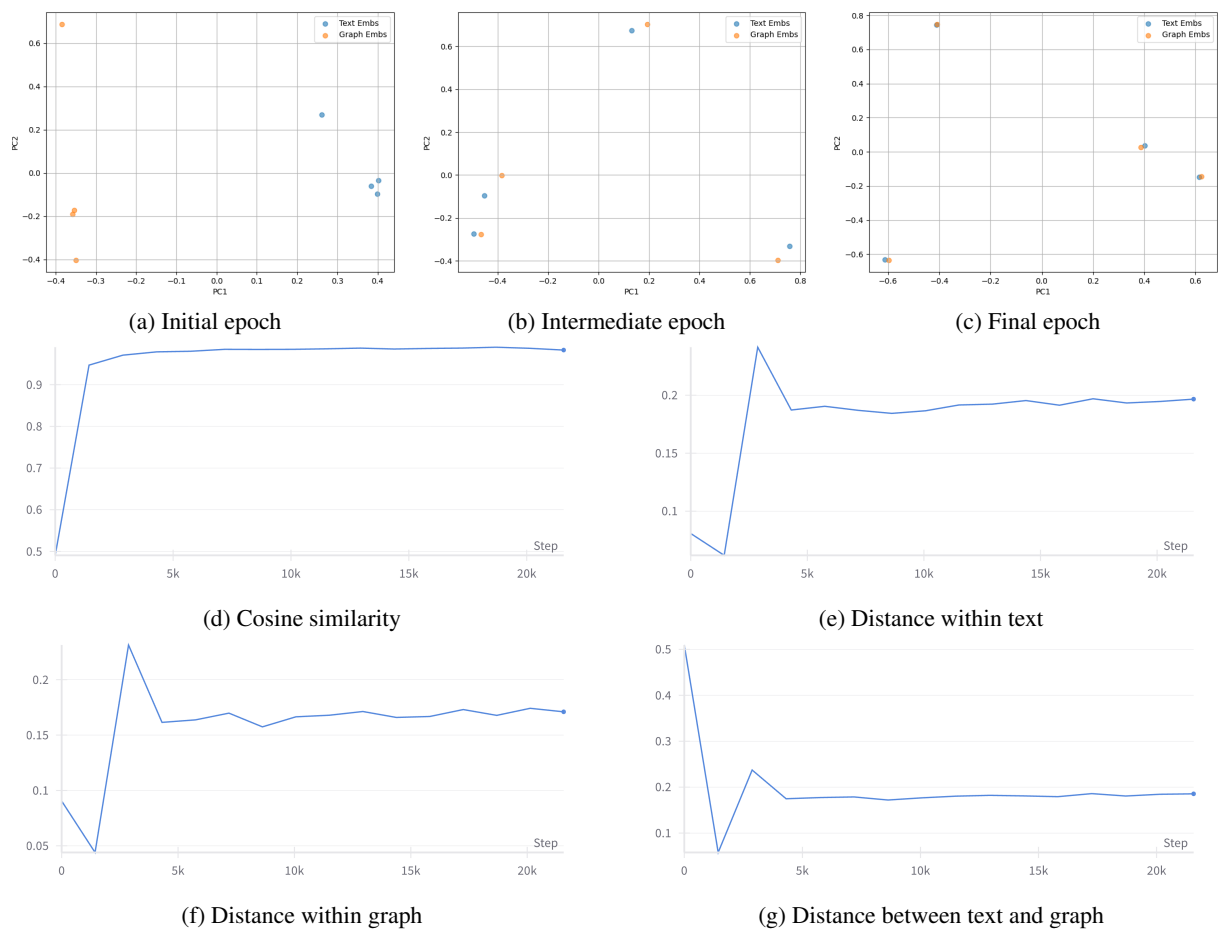 Text Embs
Graph Embs
0.6
0.4
0.2
0.0
−0.2
−0.4
PC2
−0.4 −0.3 −0.2 −0.1 0.0 0.1 0.2 0.3 0.4
PC1
(a) Initial epoch
Text Embs
Graph Embs
0.6
0.4
0.2
0.0
−0.2
−0.4
PC2
−0.4 −0.2 0.0 0.2 0.4 0.6 0.8
PC1
(b) Intermediate epoch
Text Embs
Graph Embs
0.8
0.6
0.4
0.2
0.0
−0.2
−0.4
−0.6
PC2
−0.6 −0.4 −0.2 0.0 0.2 0.4 0.6
PC1
(c) Final epoch
0.9
0.8
0.7
0.6
0.5
Step
0 5k 10k 15k 20k
(d) Cosine similarity
0.2
0.15
0.1
Step
0 5k 10k 15k 20k
(e) Distance within text
0.2
0.15
0.1
0.05
Step
0 5k 10k 15k 20k
(f) Distance within graph
0.5
0.4
0.3
0.2
0.1
Step
0 5k 10k 15k 20k
(g) Distance between text and graph